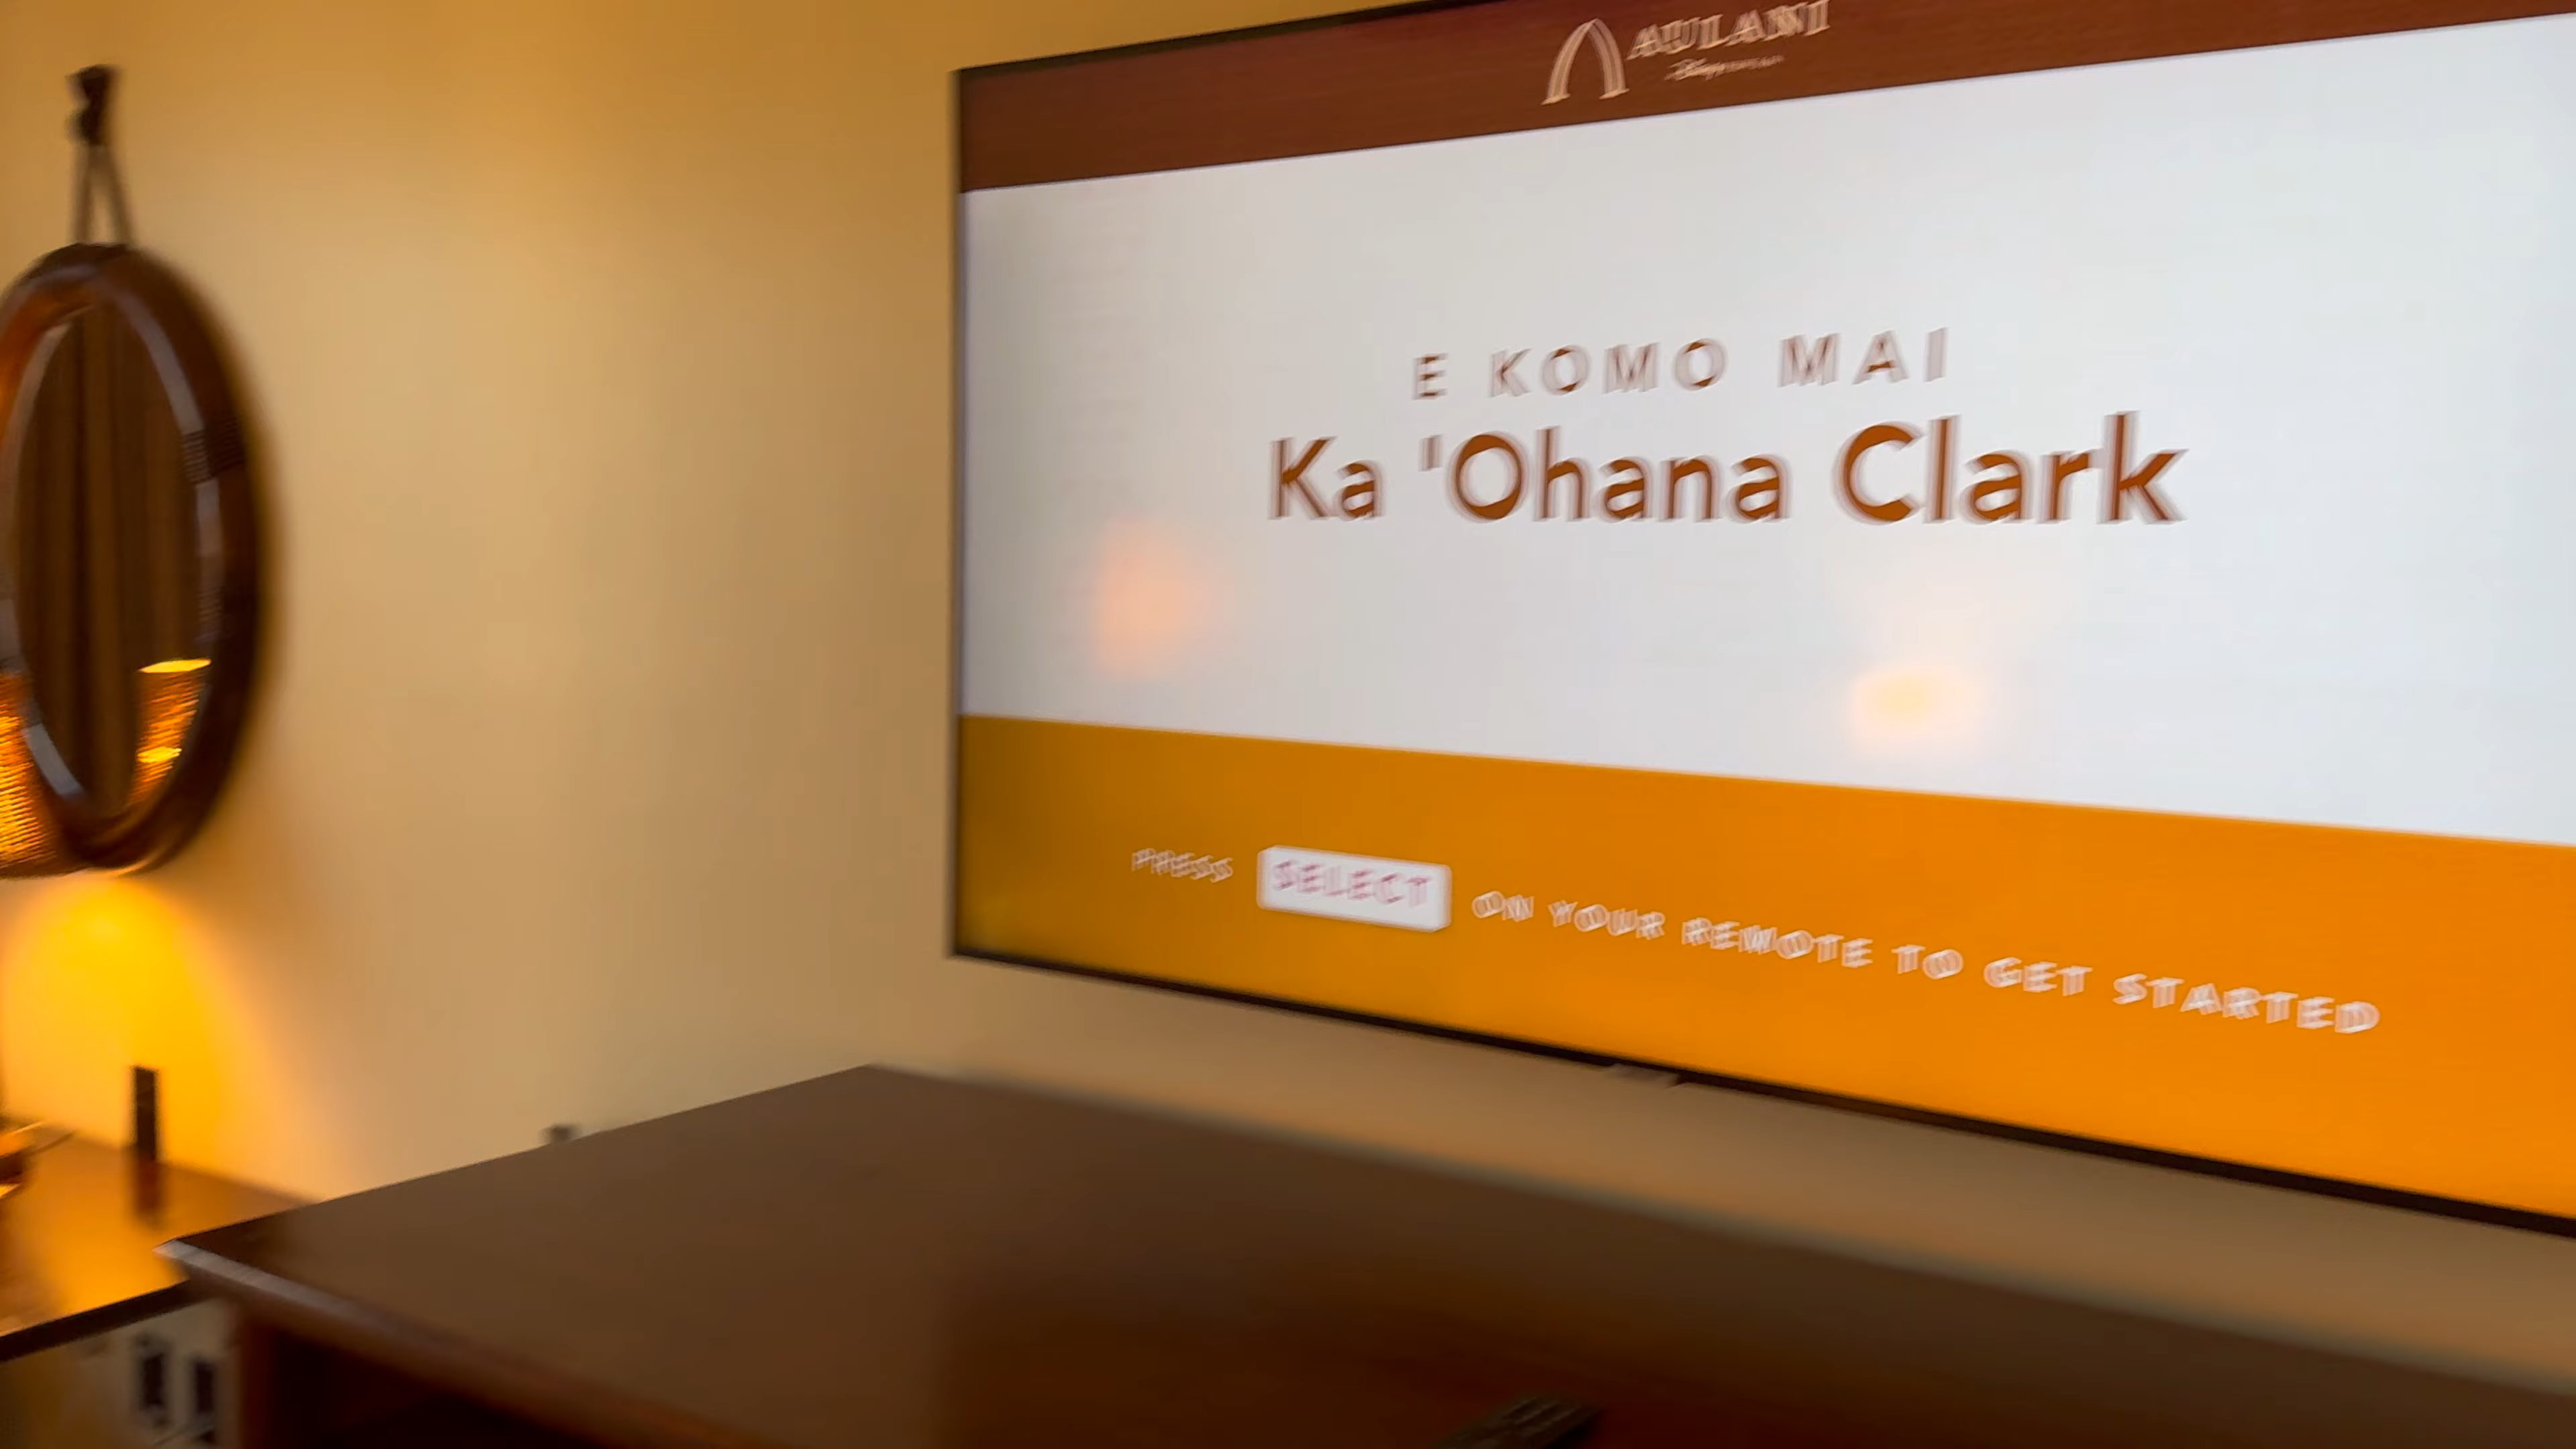 AULANI
E KOMO MAI
Ka 'Ohana Clark
PRESS SELECT ON YOUR REMOTE TO GET STARTED